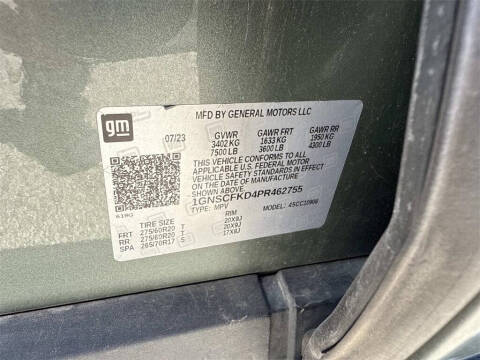 gm
MFD BY GENERAL MOTORS LLC
07/23
GVWR GAWR FRT GAWR RR
3402 KG 1633 KG 1950 KG
7500 LB 3600 LB 4300 LB
THIS VEHICLE CONFORMS TO ALL
APPLICABLE U.S. FEDERAL MOTOR
VEHICLE SAFETY STANDARDS IN EFFECT
ON THE DATE OF MANUFACTURE
1GNSCFKD4PR462755
TYPE: MPV MODEL: 4SCC10906
TIRE SIZE RIM
FRT 275/60R20 T 20X9J
RR 275/60R20 T 20X9J
SPA 265/70R17 S 17X8J